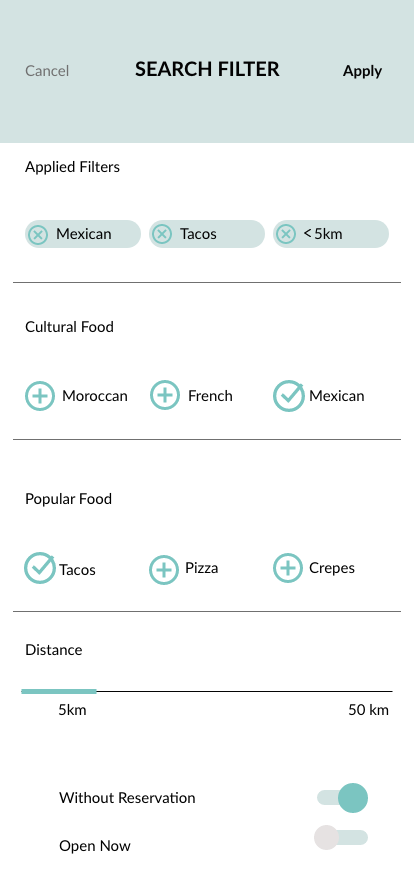 Cancel SEARCH FILTER Apply
Applied Filters
Mexican Tacos <5km
Cultural Food
Moroccan French Mexican
Popular Food
Tacos Pizza Crepes
Distance
5km 50 km
Without Reservation
Open Now